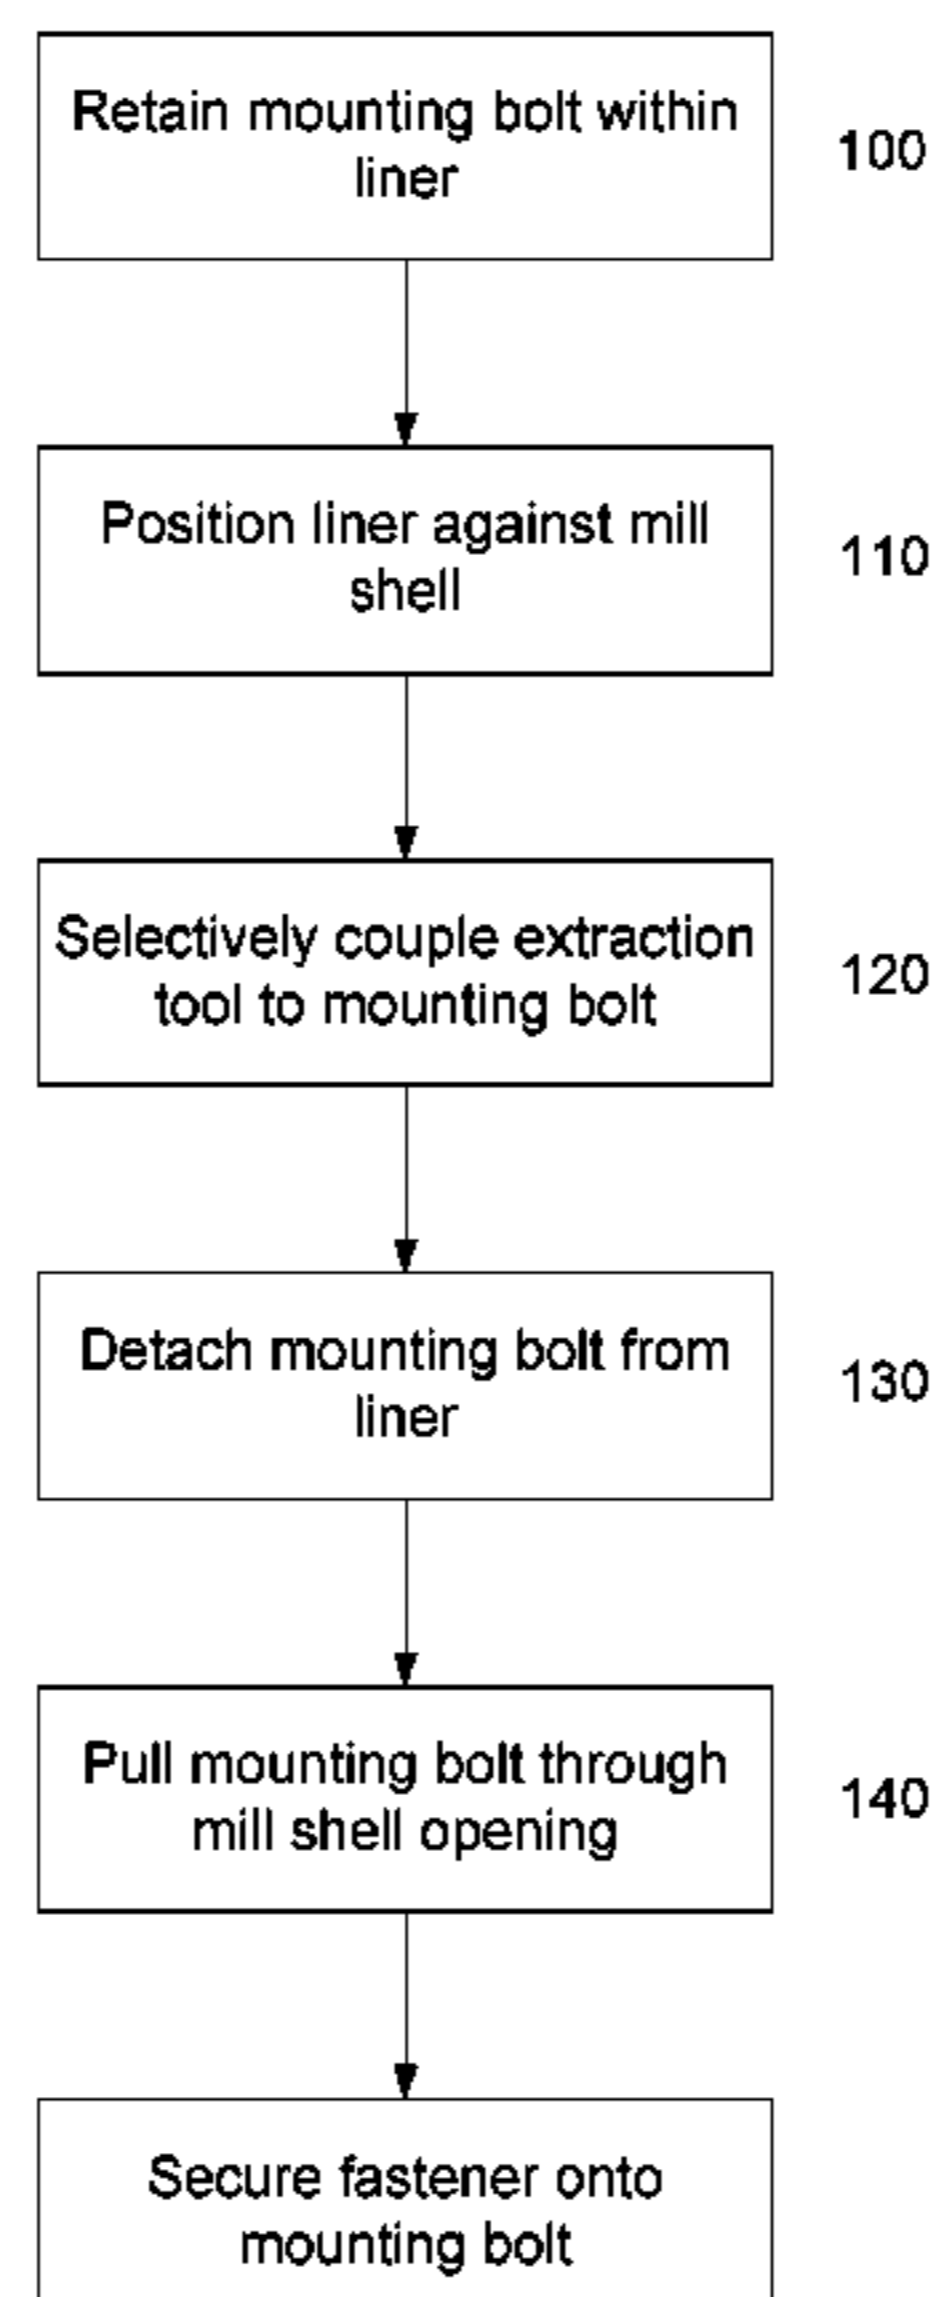 Retain mounting bolt within
liner
100
Position liner against mill
shell
110
Selectively couple extraction
tool to mounting bolt
120
Detach mounting bolt from
liner
130
Pull mounting bolt through
mill shell opening
140
Secure fastener onto
mounting bolt